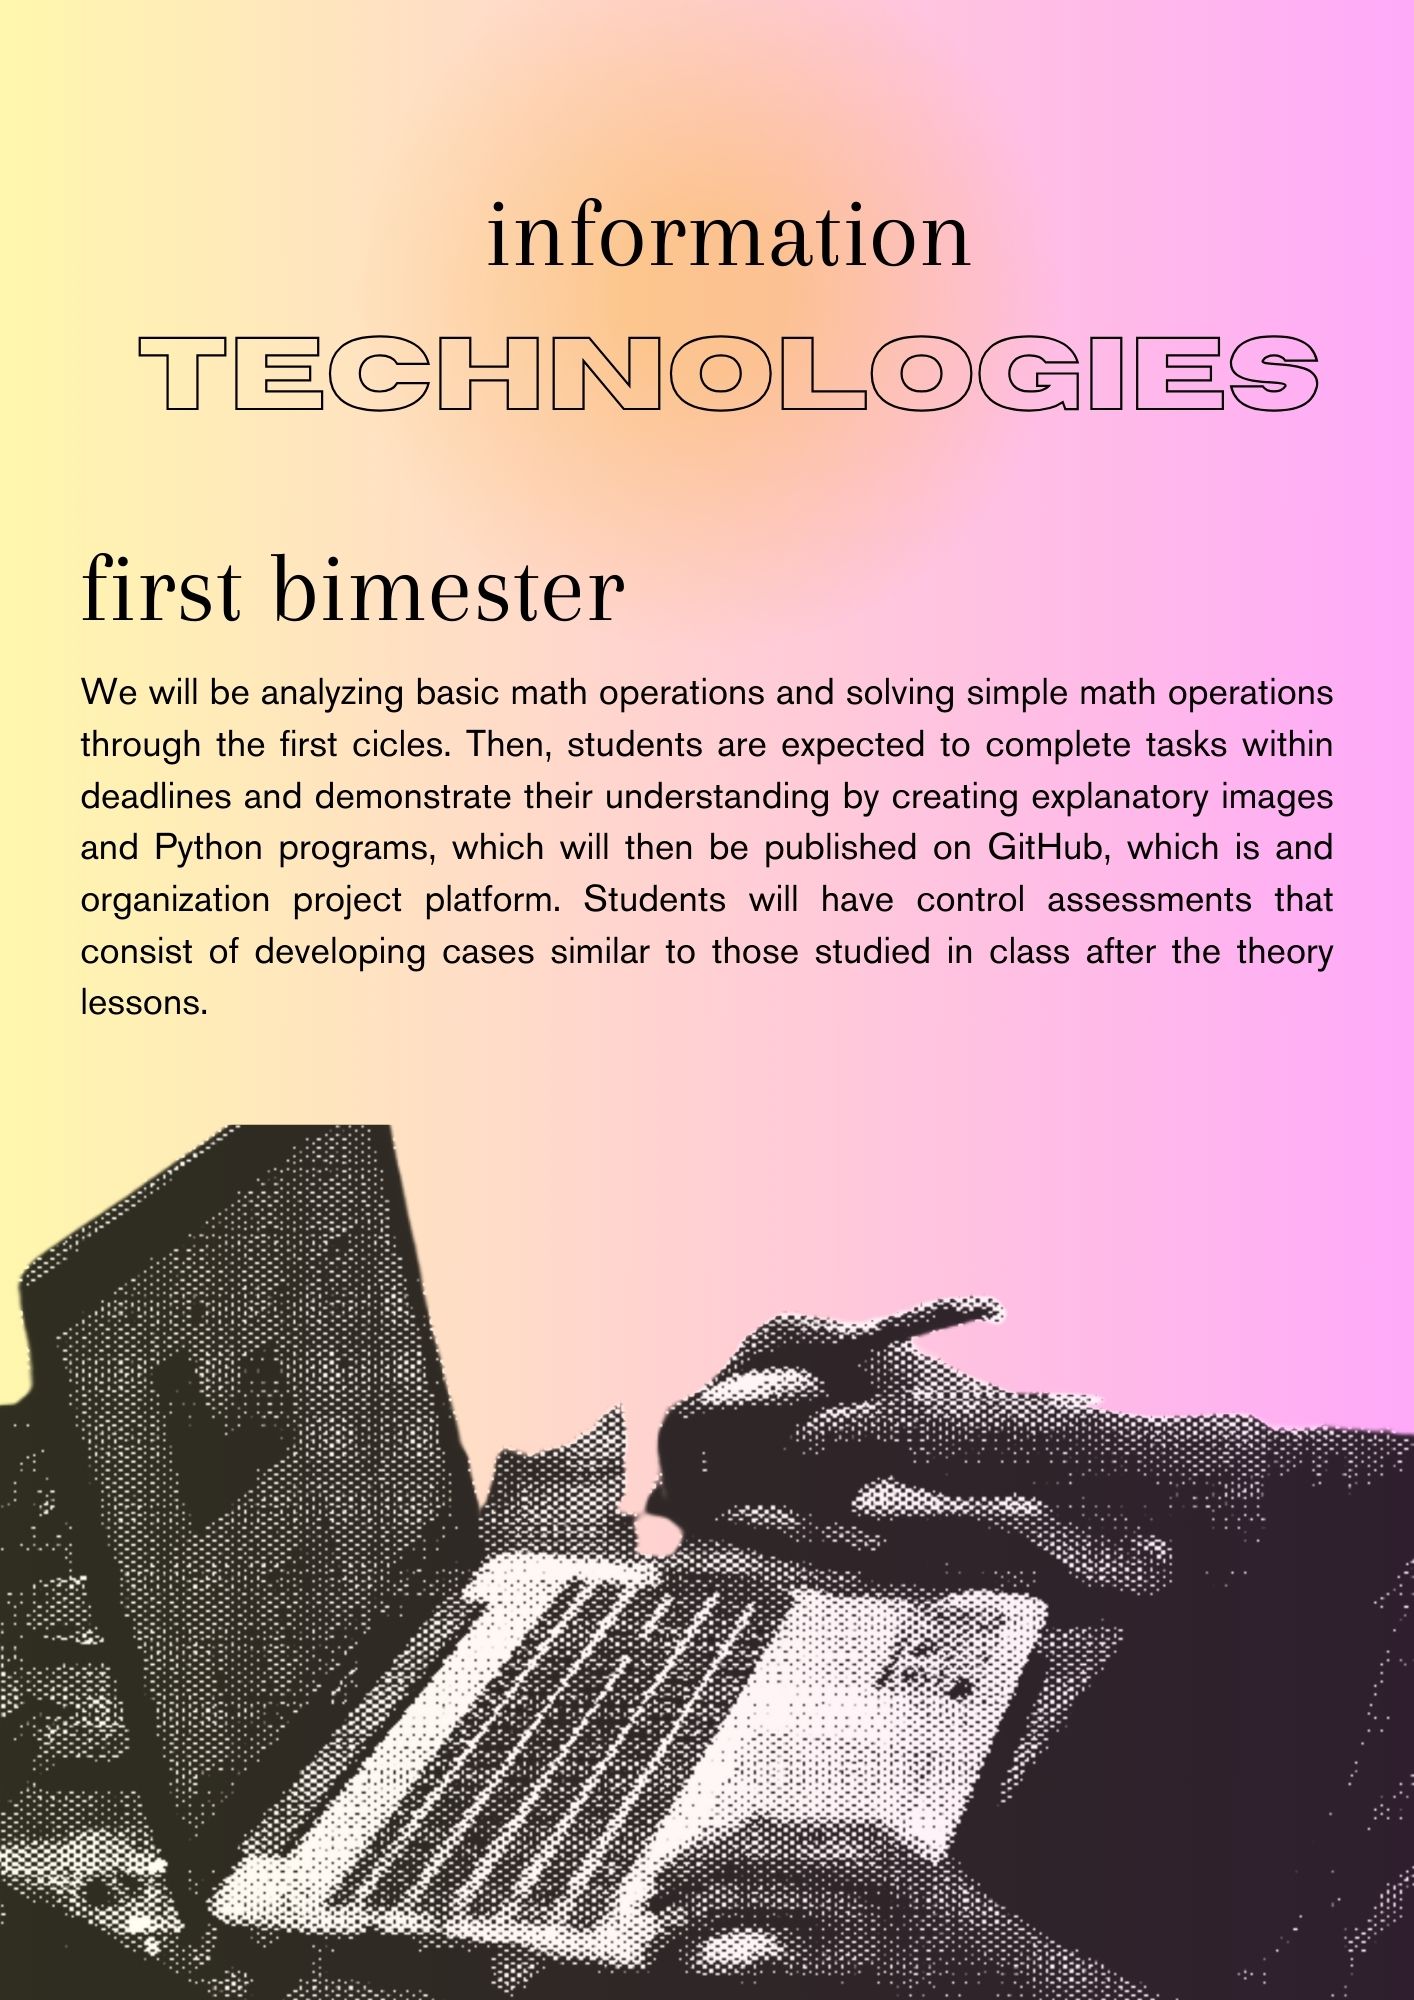 information
TECHNOLOGIES
first bimester
We will be analyzing basic math operations and solving simple math operations
through the first cicles. Then, students are expected to complete tasks within
deadlines and demonstrate their understanding by creating explanatory images
and Python programs, which will then be published on GitHub, which is and
organization project platform. Students will have control assessments that
consist of developing cases similar to those studied in class after the theory
lessons.